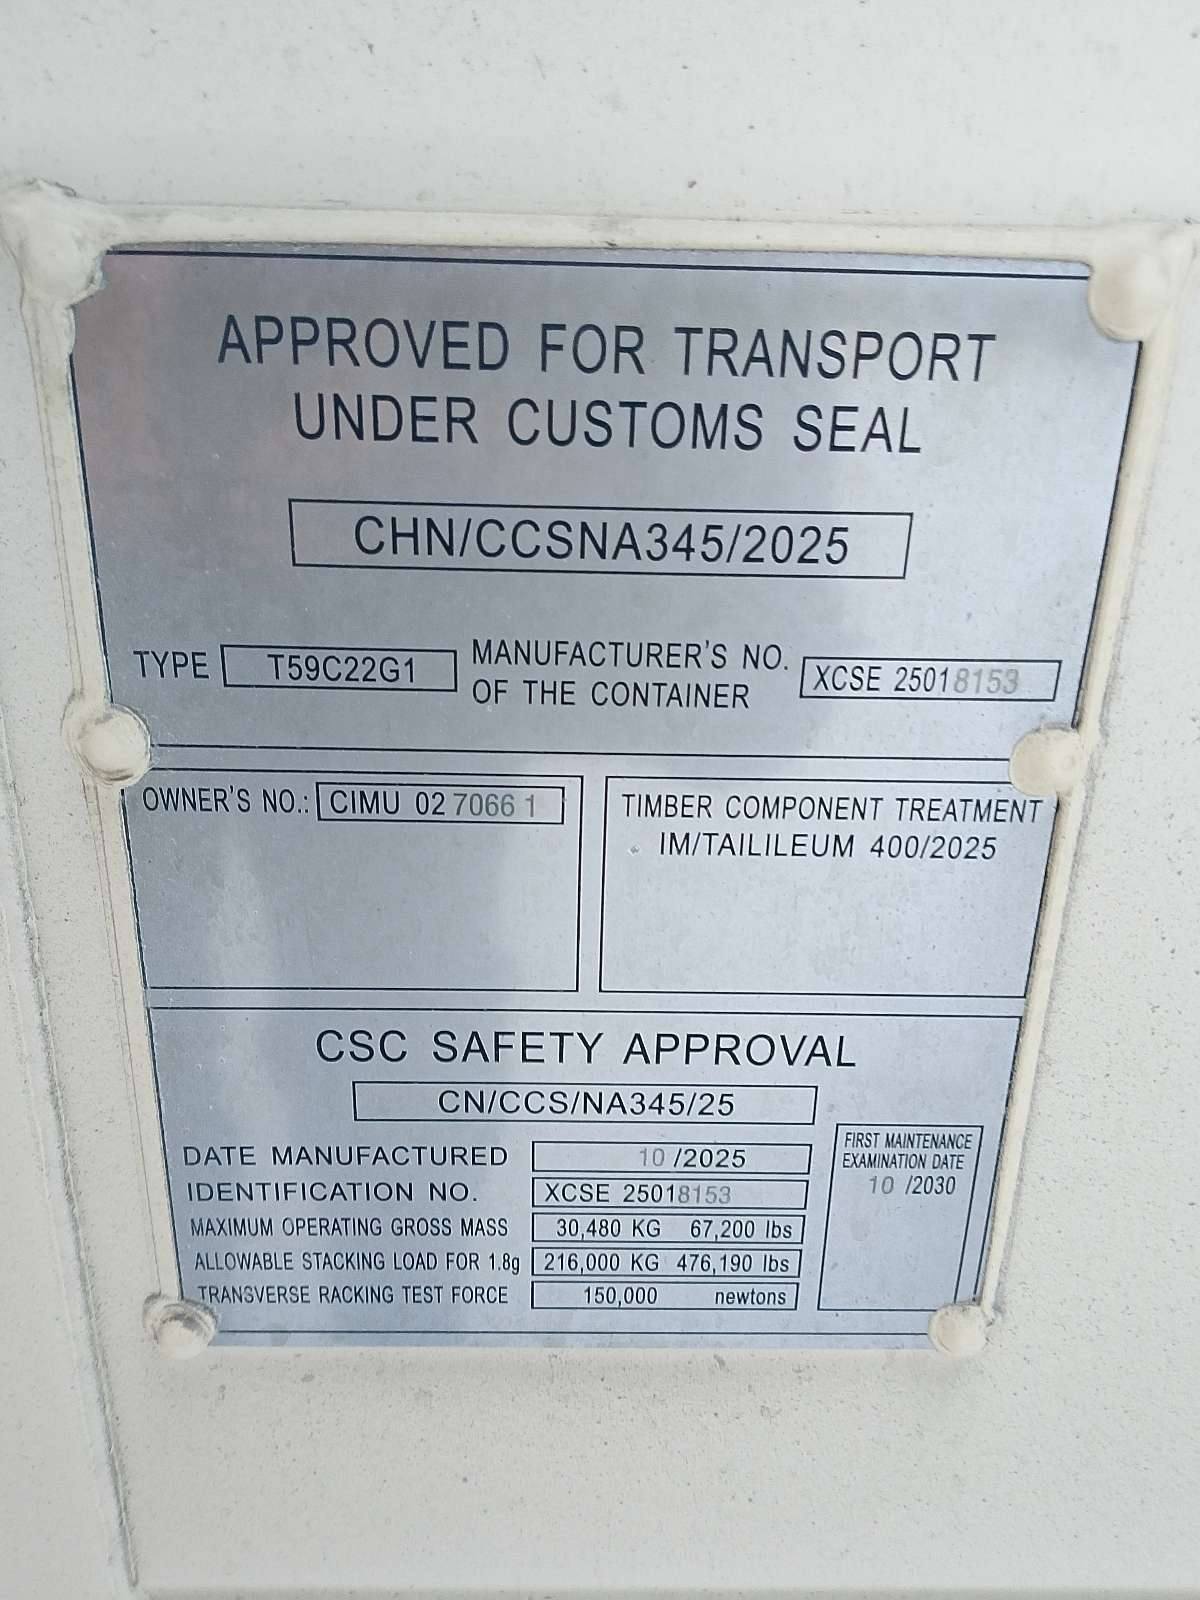 APPROVED FOR TRANSPORT
UNDER CUSTOMS SEAL
CHN/CCSNA345/2025
TYPE T59C22G1 MANUFACTURER'S NO. OF THE CONTAINER XCSE 25018153
OWNER'S NO.: CIMU 02 7066 1
TIMBER COMPONENT TREATMENT
IM/TAILILEUM 400/2025
CSC SAFETY APPROVAL
CN/CCS/NA345/25
DATE MANUFACTURED 10 /2025
IDENTIFICATION NO. XCSE 25018153
MAXIMUM OPERATING GROSS MASS 30,480 KG 67,200 lbs
ALLOWABLE STACKING LOAD FOR 1.8g 216,000 KG 476,190 lbs
TRANSVERSE RACKING TEST FORCE 150,000 newtons
FIRST MAINTENANCE
EXAMINATION DATE
10 /2030